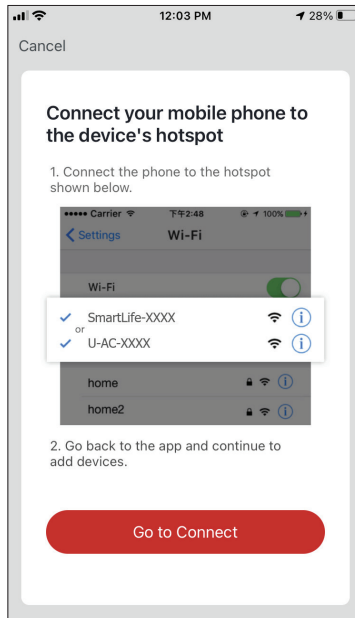 12:03 PM 28%
Cancel
Connect your mobile phone to
the device's hotspot
1. Connect the phone to the hotspot
shown below.
Carrier 下午2:48 100%
Settings Wi-Fi
Wi-Fi
SmartLife-XXXX
or
U-AC-XXXX
home
home2
2. Go back to the app and continue to
add devices.
Go to Connect